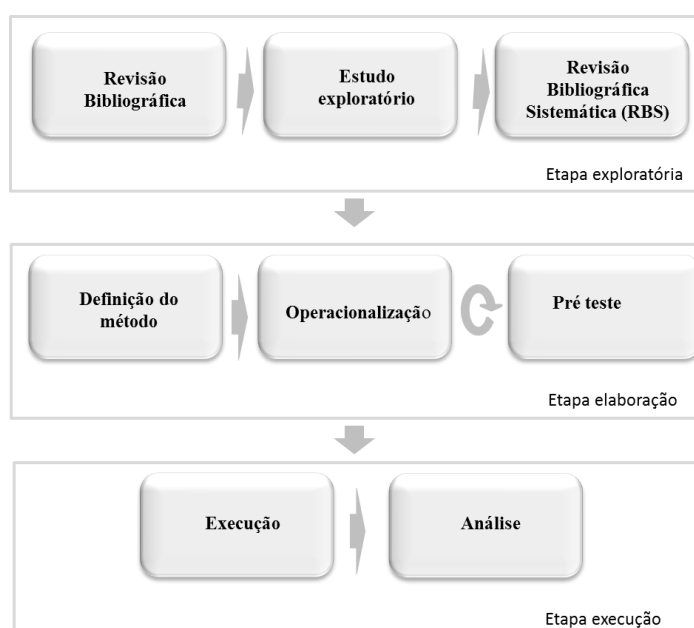 Revisão
Bibliográfica
Estudo
exploratório
Revisão
Bibliográfica
Sistemática (RBS)
Etapa exploratória
Definição do
método
Operacionalização
Pré teste
Etapa elaboração
Execução
Análise
Etapa execução